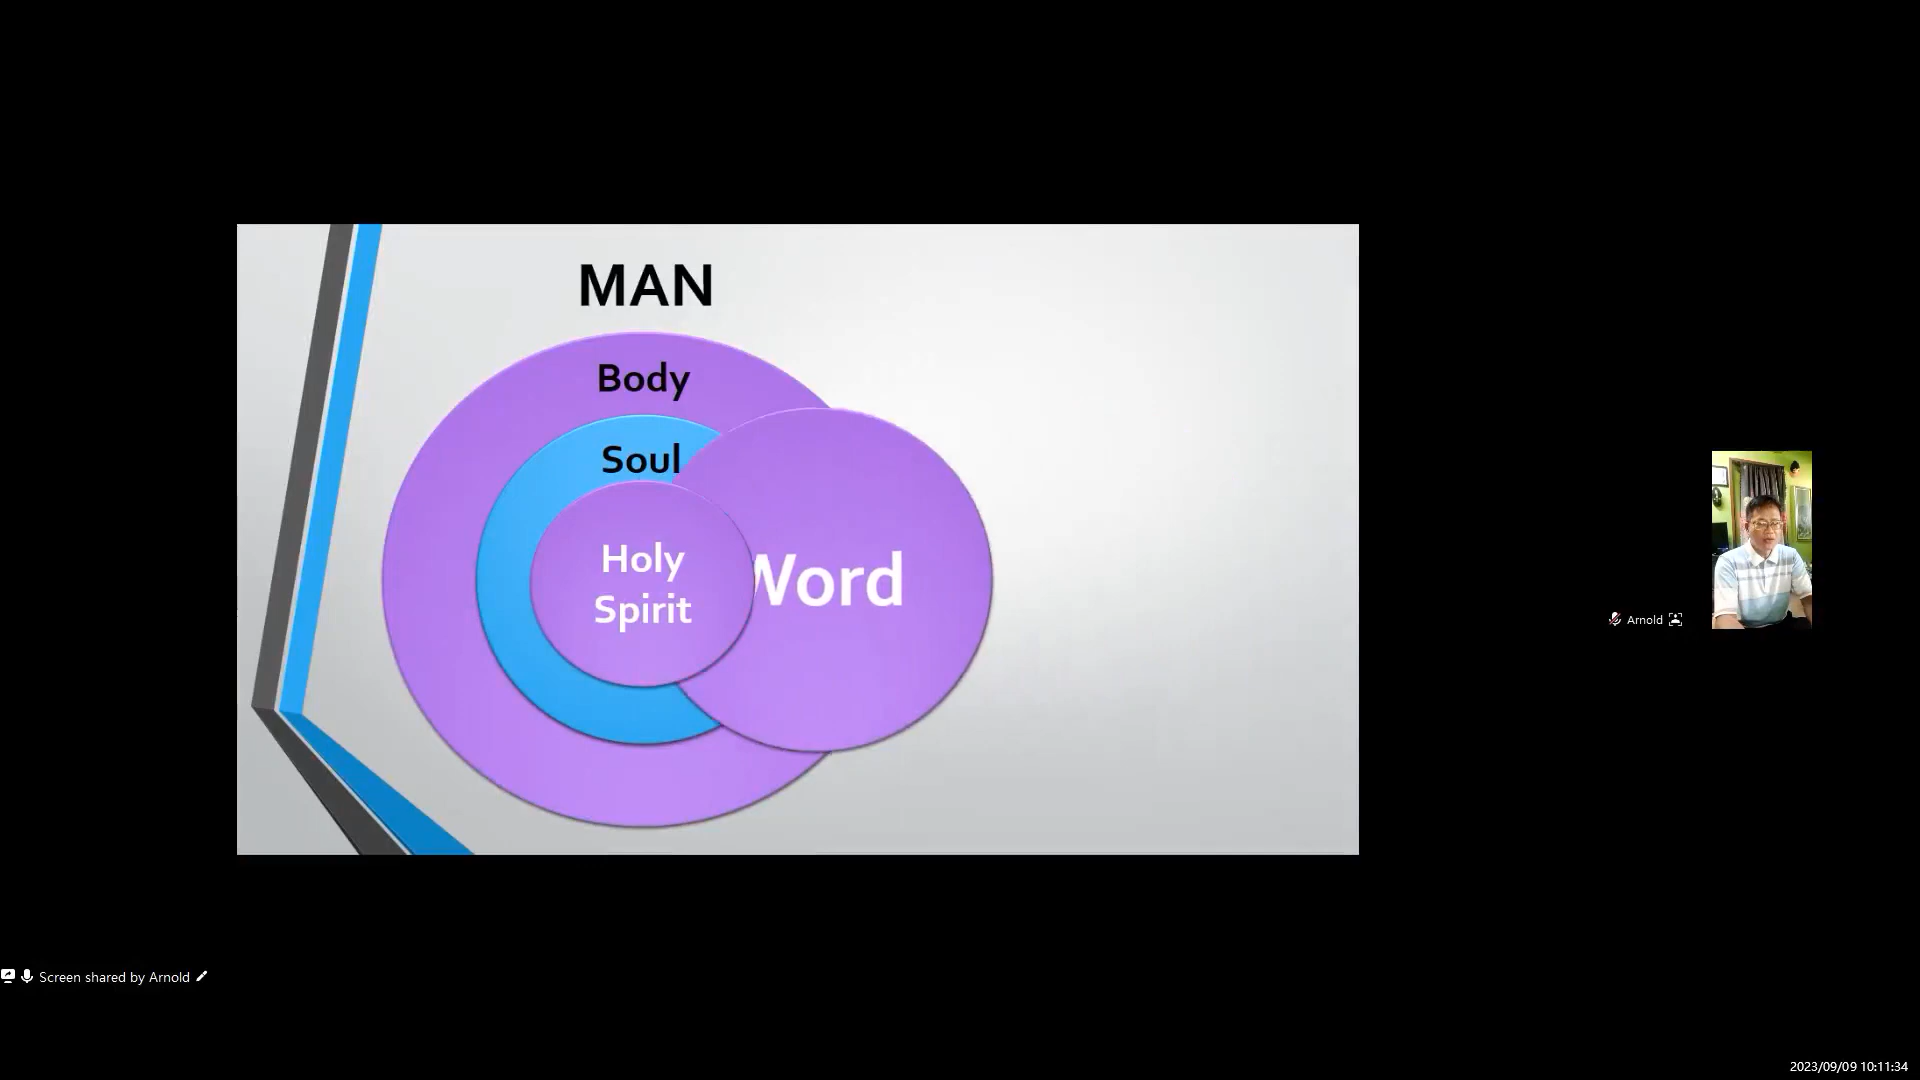 MAN
Body
Soul
Holy
Spirit
Word
Arnold
Screen shared by Arnold
2023/09/09 10:11:34